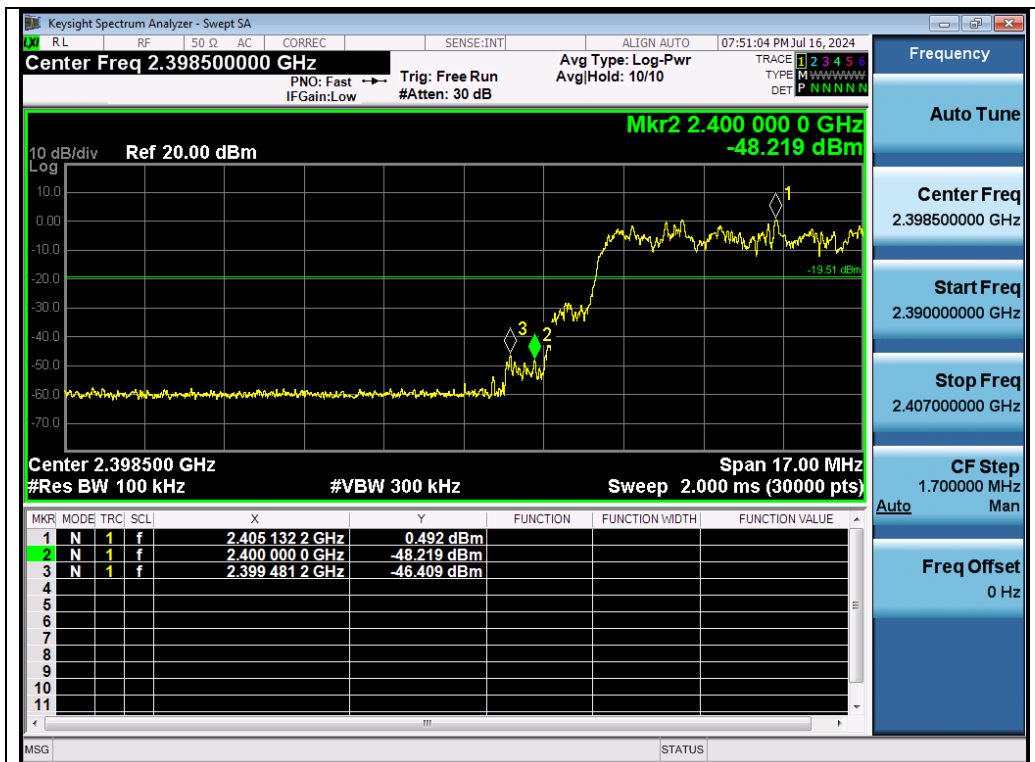 Keysight Spectrum Analyzer - Swept SA
LXI RL RF 50 Ω AC CORREC SENSE:INT ALIGN AUTO 07:51:04 PM Jul 16, 2024
Center Freq 2.398500000 GHz
PNO: Fast
IFGain:Low
Trig: Free Run
#Atten: 30 dB
Avg Type: Log-Pwr
Avg|Hold: 10/10
TRACE 1 2 3 4 5 6
TYPE M WWWWW
DET P N N N N N
Mkr2 2.400 000 0 GHz
-48.219 dBm
10 dB/div Ref 20.00 dBm
Log
10.0
0.00
-10.0
-20.0
-30.0
-40.0
-50.0
-60.0
-70.0
1
-19.51 dBm
3
2
Center 2.398500 GHz Span 17.00 MHz
#Res BW 100 kHz #VBW 300 kHz Sweep 2.000 ms (30000 pts)
MKR MODE TRC SCL X Y FUNCTION FUNCTION WIDTH FUNCTION VALUE
1 N 1 f 2.405 132 2 GHz 0.492 dBm
2 N 1 f 2.400 000 0 GHz -48.219 dBm
3 N 1 f 2.399 481 2 GHz -46.409 dBm
4
5
6
7
8
9
10
11
MSG STATUS
Frequency
Auto Tune
Center Freq
2.398500000 GHz
Start Freq
2.390000000 GHz
Stop Freq
2.407000000 GHz
CF Step
1.700000 MHz
Auto Man
Freq Offset
0 Hz